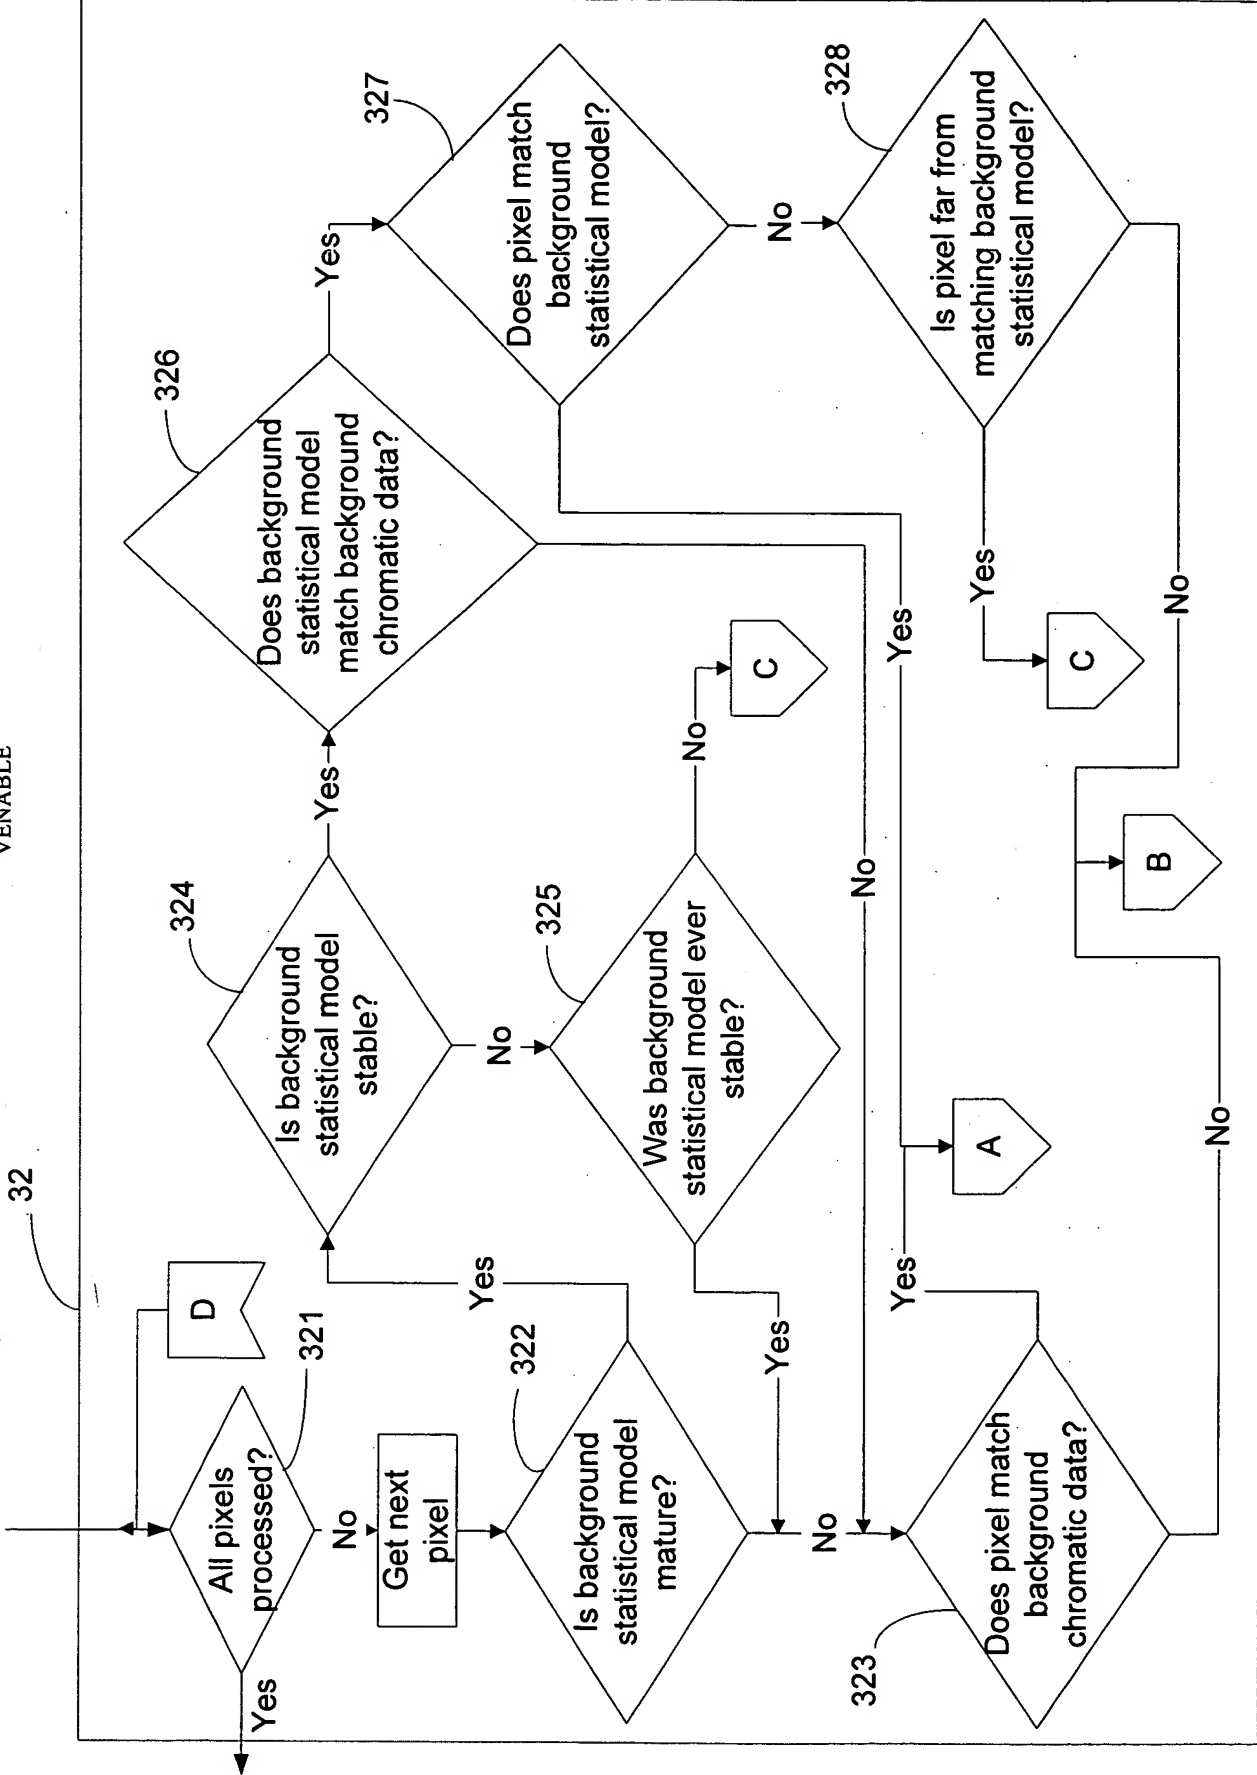 VENABLE
32
D
All pixels
processed?
321
Yes
No
Get next
pixel
Is background
statistical model
mature?
322
Yes
No
Does pixel match
background
chromatic data?
323
Yes
No
Is background
statistical model
stable?
324
Yes
No
Was background
statistical model ever
stable?
325
Yes
No
C
Does background
statistical model
match background
chromatic data?
326
Yes
No
Does pixel match
background
statistical model?
327
Yes
No
Is pixel far from
matching background
statistical model?
328
Yes
No
C
A
B